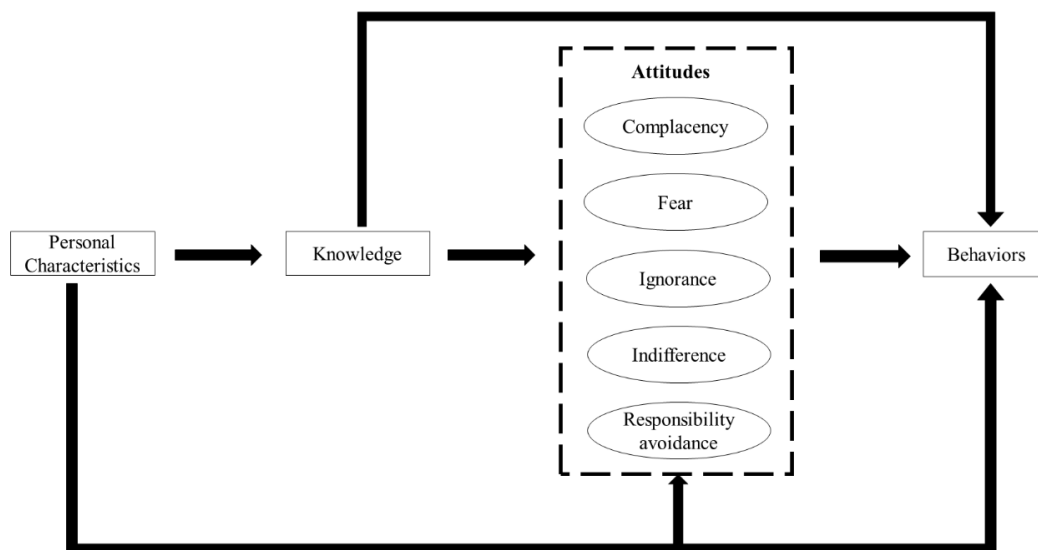 Attitudes
Complacency
Fear
Personal
Characteristics
Knowledge
Ignorance
Behaviors
Indifference
Responsibility
avoidance